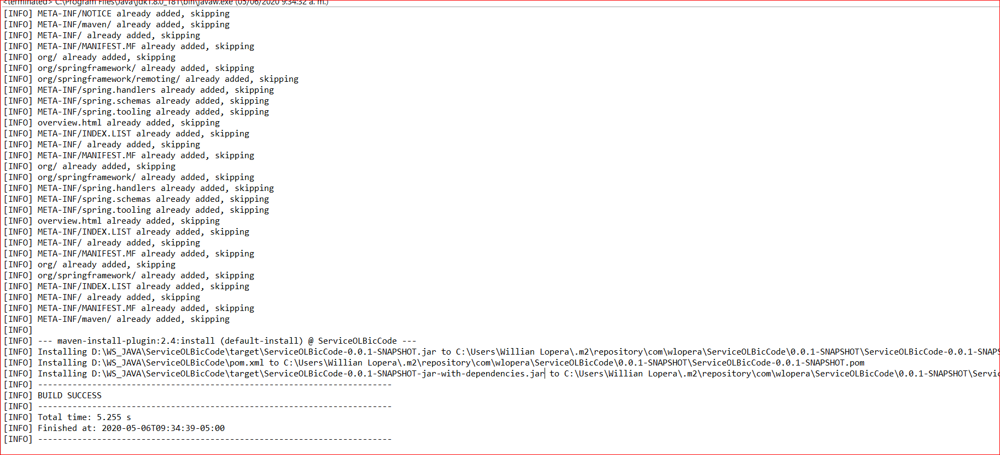 <terminated> C:\Program Files\Java\jdk1.8.0_181\bin\javaw.exe (05/06/2020 9:34:32 a. m.)
[INFO] META-INF/NOTICE already added, skipping
[INFO] META-INF/maven/ already added, skipping
[INFO] META-INF/ already added, skipping
[INFO] META-INF/MANIFEST.MF already added, skipping
[INFO] org/ already added, skipping
[INFO] org/springframework/ already added, skipping
[INFO] org/springframework/remoting/ already added, skipping
[INFO] META-INF/spring.handlers already added, skipping
[INFO] META-INF/spring.schemas already added, skipping
[INFO] META-INF/spring.tooling already added, skipping
[INFO] overview.html already added, skipping
[INFO] META-INF/INDEX.LIST already added, skipping
[INFO] META-INF/ already added, skipping
[INFO] META-INF/MANIFEST.MF already added, skipping
[INFO] org/ already added, skipping
[INFO] org/springframework/ already added, skipping
[INFO] META-INF/spring.handlers already added, skipping
[INFO] META-INF/spring.schemas already added, skipping
[INFO] META-INF/spring.tooling already added, skipping
[INFO] overview.html already added, skipping
[INFO] META-INF/INDEX.LIST already added, skipping
[INFO] META-INF/ already added, skipping
[INFO] META-INF/MANIFEST.MF already added, skipping
[INFO] org/ already added, skipping
[INFO] org/springframework/ already added, skipping
[INFO] META-INF/INDEX.LIST already added, skipping
[INFO] META-INF/ already added, skipping
[INFO] META-INF/MANIFEST.MF already added, skipping
[INFO] META-INF/maven/ already added, skipping
[INFO]
[INFO] --- maven-install-plugin:2.4:install (default-install) @ ServiceOLBicCode ---
[INFO] Installing D:\WS_JAVA\ServiceOLBicCode\target\ServiceOLBicCode-0.0.1-SNAPSHOT.jar to C:\Users\Willian Lopera\.m2\repository\com\wlopera\ServiceOLBicCode\0.0.1-SNAPSHOT\ServiceOLBicCode-0.0.1-SNAPS
[INFO] Installing D:\WS_JAVA\ServiceOLBicCode\pom.xml to C:\Users\Willian Lopera\.m2\repository\com\wlopera\ServiceOLBicCode\0.0.1-SNAPSHOT\ServiceOLBicCode-0.0.1-SNAPSHOT.pom
[INFO] Installing D:\WS_JAVA\ServiceOLBicCode\target\ServiceOLBicCode-0.0.1-SNAPSHOT-jar-with-dependencies.jar to C:\Users\Willian Lopera\.m2\repository\com\wlopera\ServiceOLBicCode\0.0.1-SNAPSHOT\Servic
[INFO] ------------------------------------------------------------------------
[INFO] BUILD SUCCESS
[INFO] ------------------------------------------------------------------------
[INFO] Total time: 5.255 s
[INFO] Finished at: 2020-05-06T09:34:39-05:00
[INFO] ------------------------------------------------------------------------